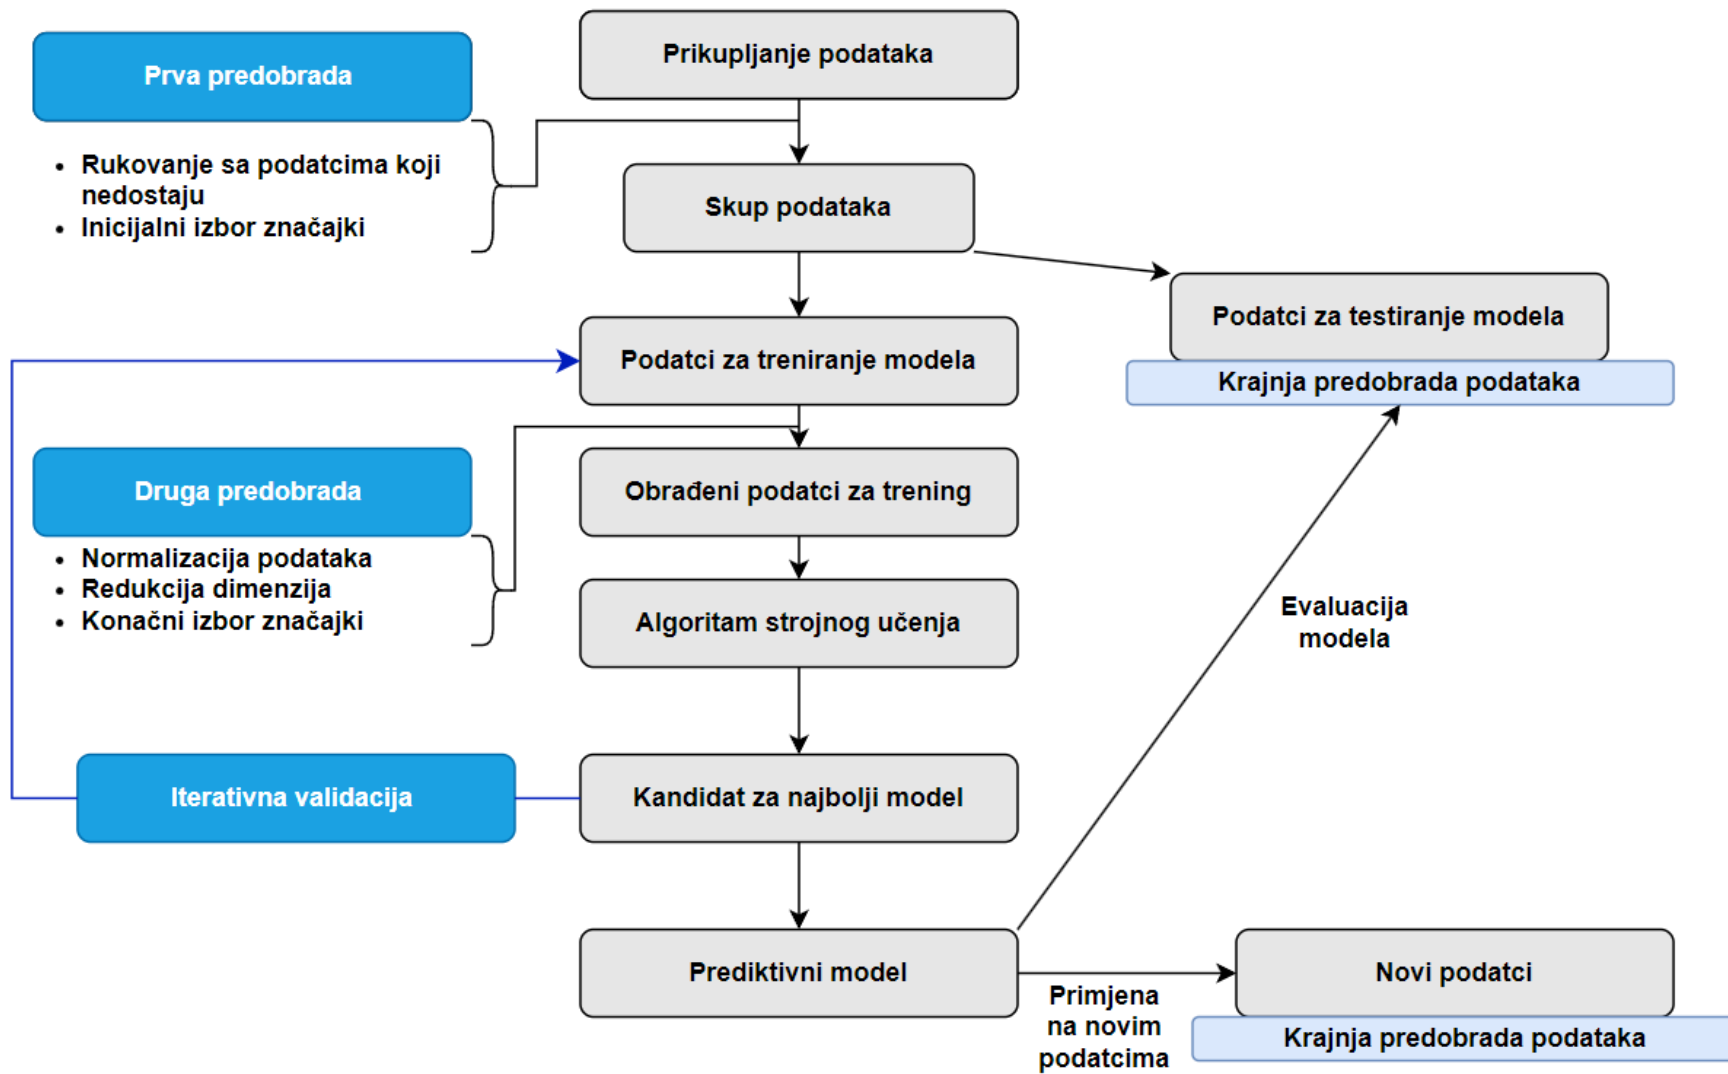 Prikupljanje podataka
Prva predobrada
Rukovanje sa podatcima koji
nedostaju
Inicijalni izbor značajki
Skup podataka
Podatci za testiranje modela
Krajnja predobrada podataka
Podatci za treniranje modela
Druga predobrada
Normalizacija podataka
Redukcija dimenzija
Konačni izbor značajki
Obrađeni podatci za trening
Algoritam strojnog učenja
Evaluacija
modela
Iterativna validacija
Kandidat za najbolji model
Prediktivni model
Primjena
na novim
podatcima
Novi podatci
Krajnja predobrada podataka